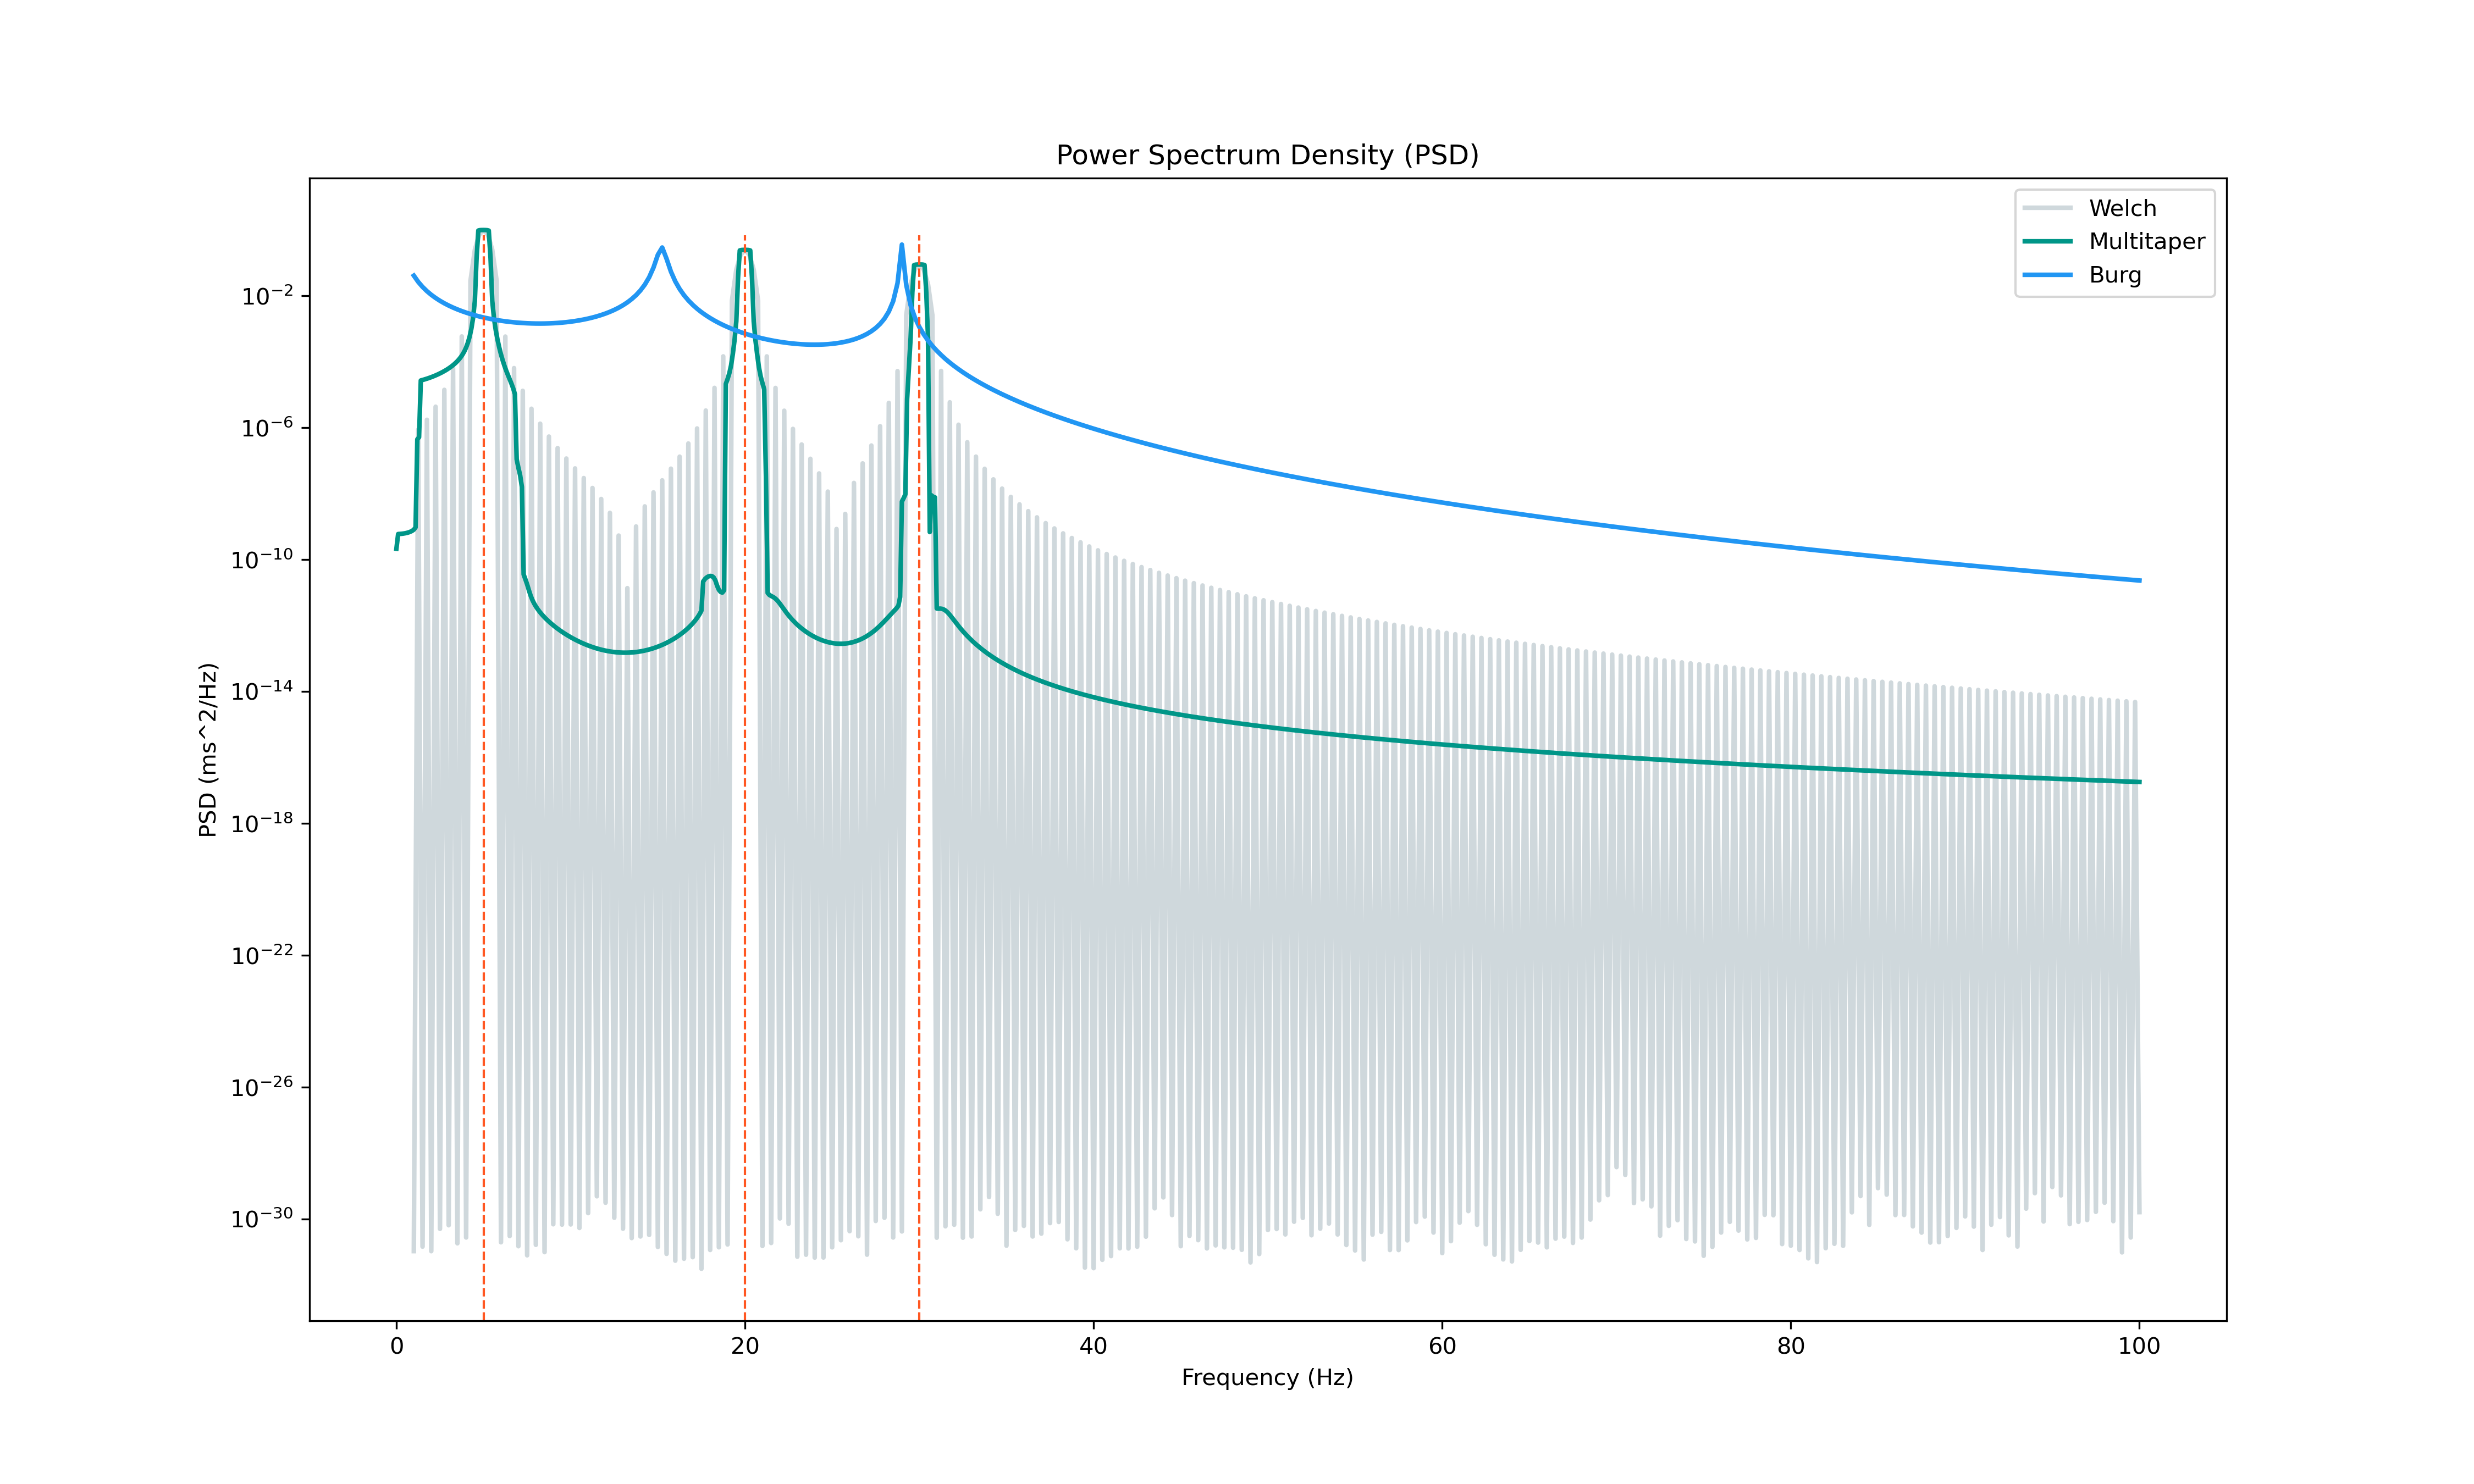 Power Spectrum Density (PSD)
Welch
Multitaper
Burg
PSD (ms^2/Hz)
10⁻²
10⁻⁶
10⁻¹⁰
10⁻¹⁴
10⁻¹⁸
10⁻²²
10⁻²⁶
10⁻³⁰
0 20 40 60 80 100
Frequency (Hz)